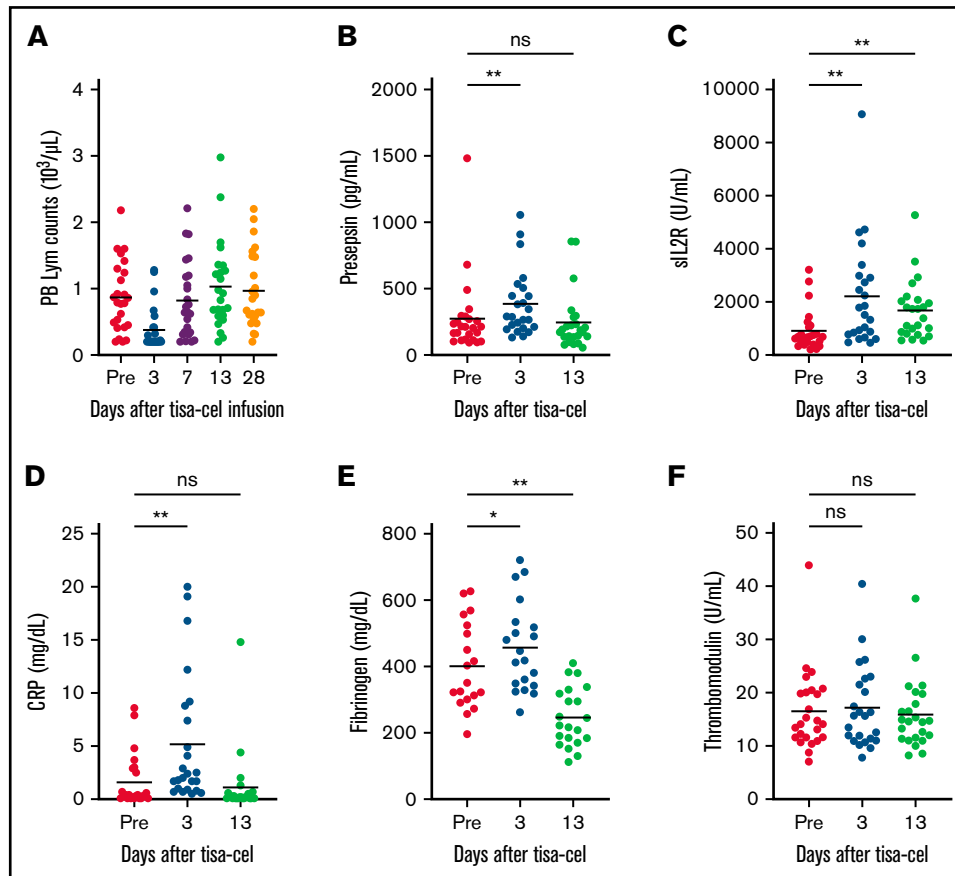 A
PB Lym counts (10³/μL)
4
3
2
1
0
Pre 3 7 13 28
Days after tisa-cel infusion
B
ns
**
Presepsin (pg/mL)
2000
1500
1000
500
0
Pre 3 13
Days after tisa-cel
C
**
**
sIL2R (U/mL)
10000
8000
6000
4000
2000
0
Pre 3 13
Days after tisa-cel
D
ns
**
CRP (mg/dL)
25
20
15
10
5
0
Pre 3 13
Days after tisa-cel
E
**
*
Fibrinogen (mg/dL)
800
600
400
200
0
Pre 3 13
Days after tisa-cel
F
ns
ns
Thrombomodulin (U/mL)
50
40
30
20
10
0
Pre 3 13
Days after tisa-cel